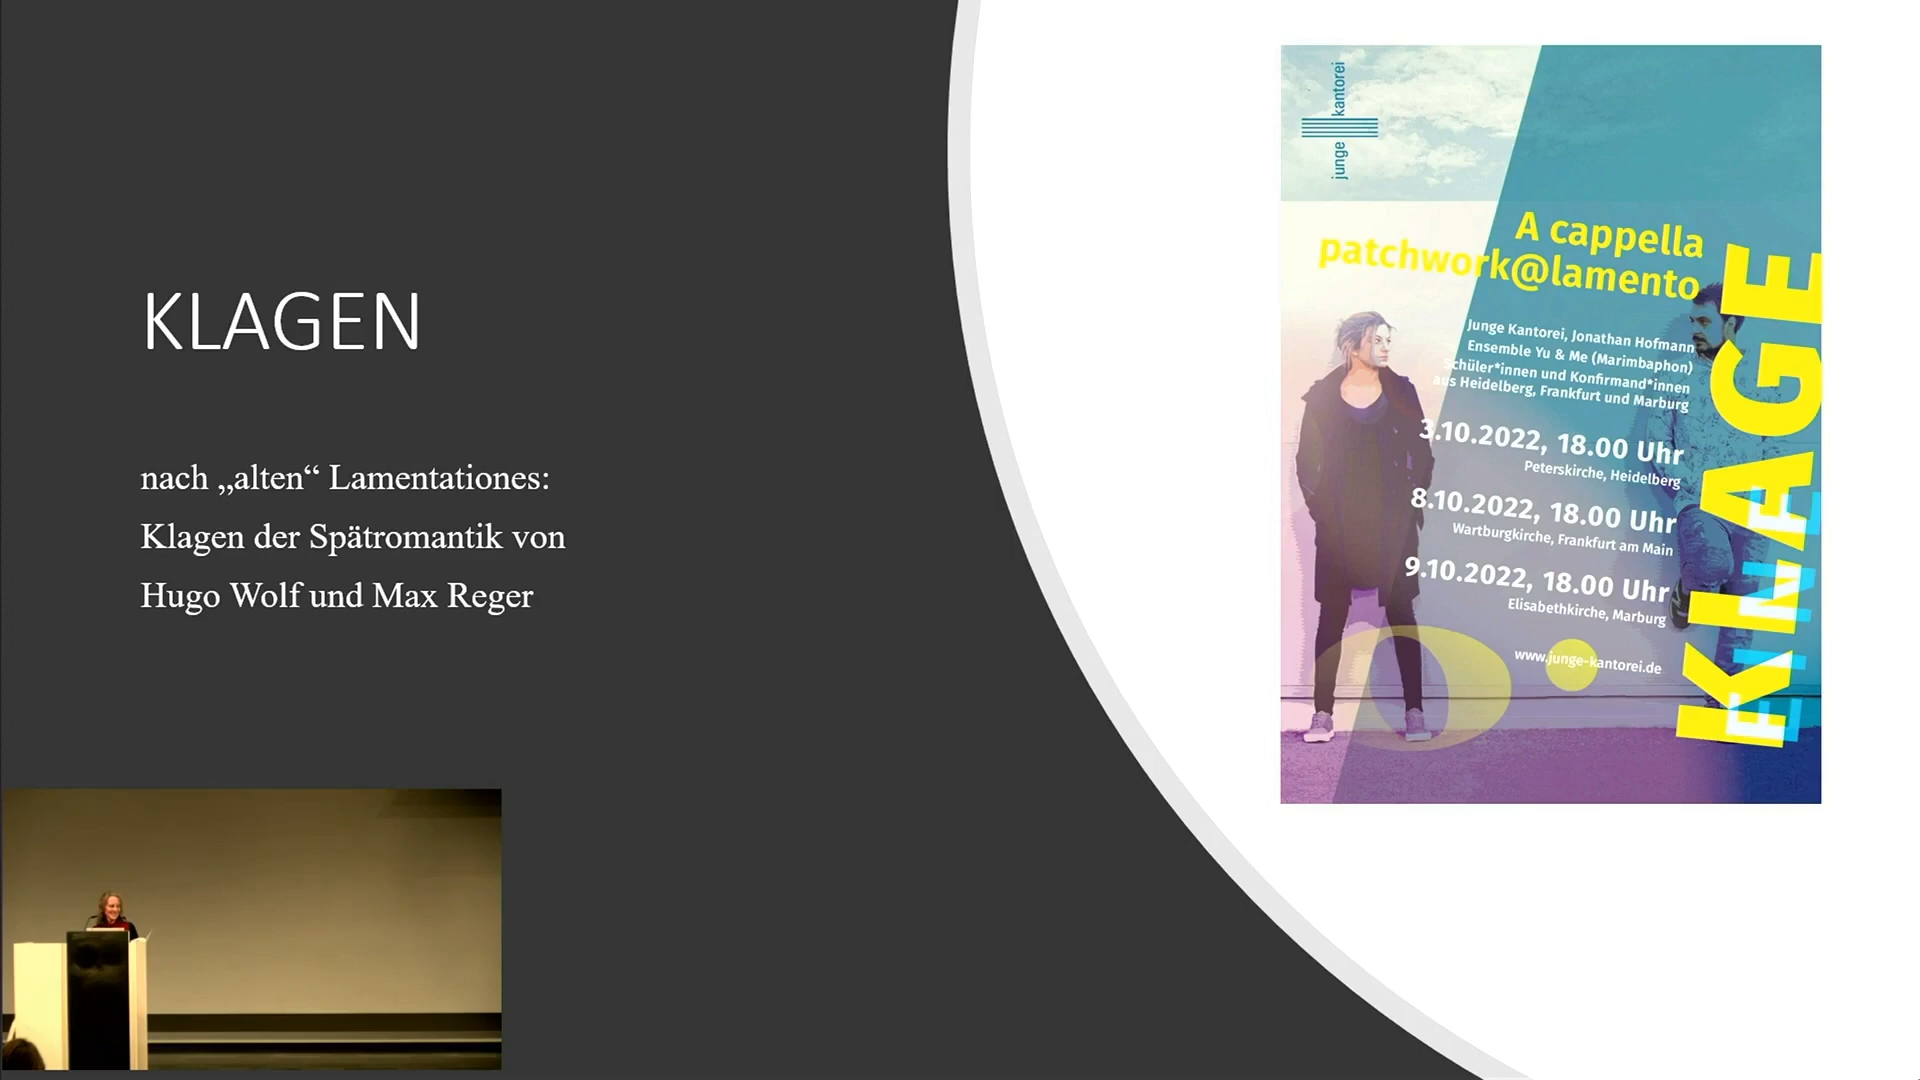 KLAGEN
nach „alten“ Lamentationes:
Klagen der Spätromantik von
Hugo Wolf und Max Reger
junge kantorei
A cappella
patchwork@lamento
Junge Kantorei, Jonathan Hofmann
Ensemble Yu & Me (Marimbaphon)
Schüler*innen und Konfirmand*innen
aus Heidelberg, Frankfurt und Marburg
3.10.2022, 18.00 Uhr
Peterskirche, Heidelberg
8.10.2022, 18.00 Uhr
Wartburgkirche, Frankfurt am Main
9.10.2022, 18.00 Uhr
Elisabethkirche, Marburg
www.junge-kantorei.de
KLAGE